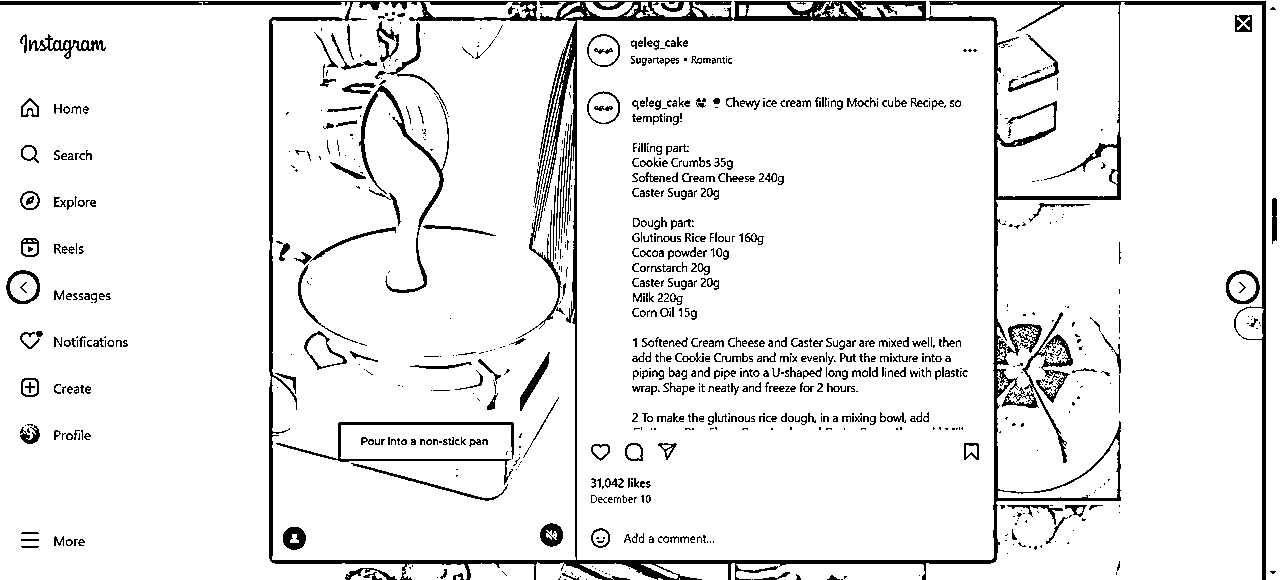 Instagram
Home
Search
Explore
Reels
Messages
Notifications
Create
Profile
More
Pour into a non-stick pan
qeleg_cake
Sugartapes • Romantic
qeleg_cake Chewy ice cream filling Mochi cube Recipe, so
tempting!
Filling part:
Cookie Crumbs 35g
Softened Cream Cheese 240g
Caster Sugar 20g
Dough part:
Glutinous Rice Flour 160g
Cocoa powder 10g
Cornstarch 20g
Caster Sugar 20g
Milk 220g
Corn Oil 15g
1 Softened Cream Cheese and Caster Sugar are mixed well, then
add the Cookie Crumbs and mix evenly. Put the mixture into a
piping bag and pipe into a U-shaped long mold lined with plastic
wrap. Shape it neatly and freeze for 2 hours.
2 To make the glutinous rice dough, in a mixing bowl, add
31,042 likes
December 10
Add a comment...